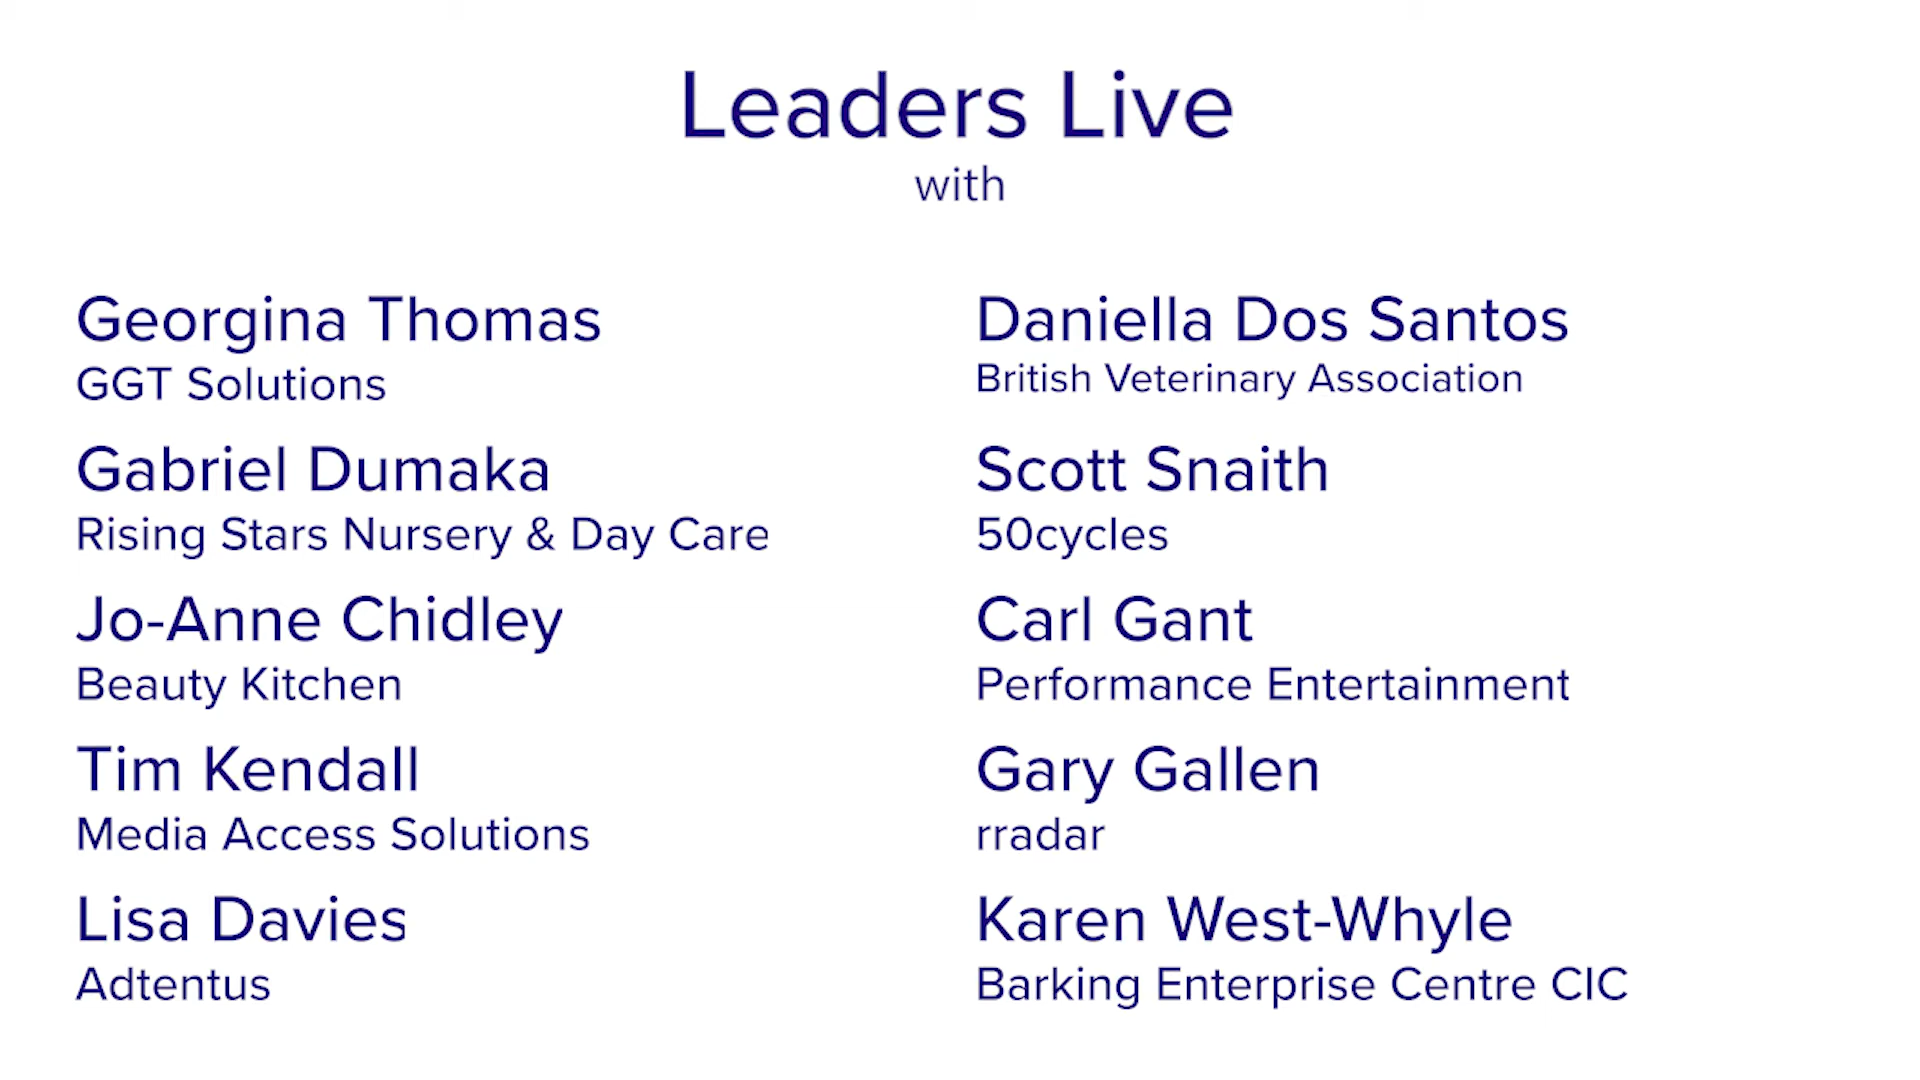 Leaders Live
with
Georgina Thomas
GGT Solutions
Gabriel Dumaka
Rising Stars Nursery & Day Care
Jo-Anne Chidley
Beauty Kitchen
Tim Kendall
Media Access Solutions
Lisa Davies
Adtentus
Daniella Dos Santos
British Veterinary Association
Scott Snaith
50cycles
Carl Gant
Performance Entertainment
Gary Gallen
rradar
Karen West-Whyle
Barking Enterprise Centre CIC